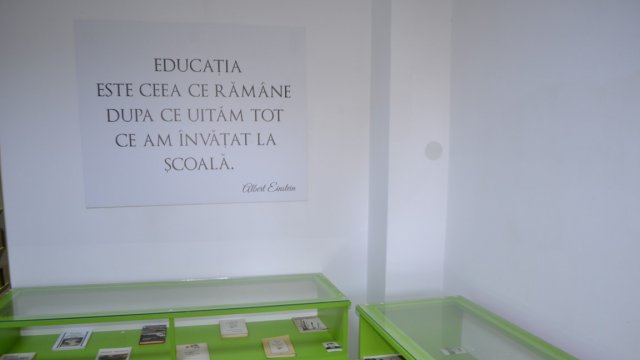 EDUCAȚIA
ESTE CEEA CE RĂMÂNE
DUPA CE UITĂM TOT
CE AM ÎNVĂȚAT LA
ȘCOALĂ.
Albert Einstein